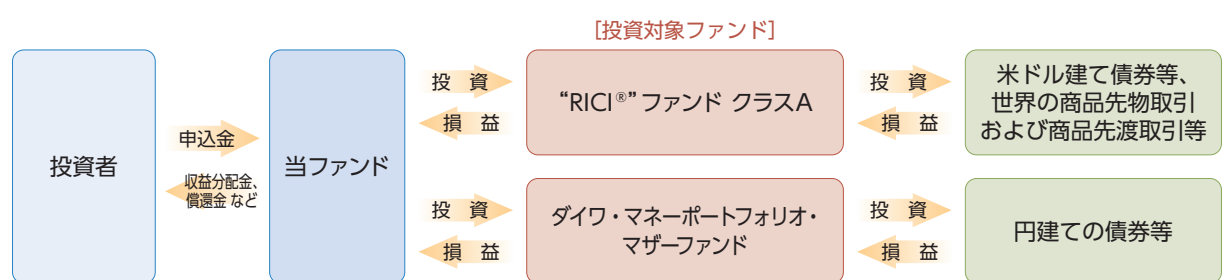 [投資対象ファンド]
投資者
申込金
収益分配金、
償還金 など
当ファンド
投 資
損 益
“RICI®”ファンド クラスA
投 資
損 益
米ドル建て債券等、
世界の商品先物取引
および商品先渡取引等
投 資
損 益
ダイワ・マネーポートフォリオ・
マザーファンド
投 資
損 益
円建ての債券等